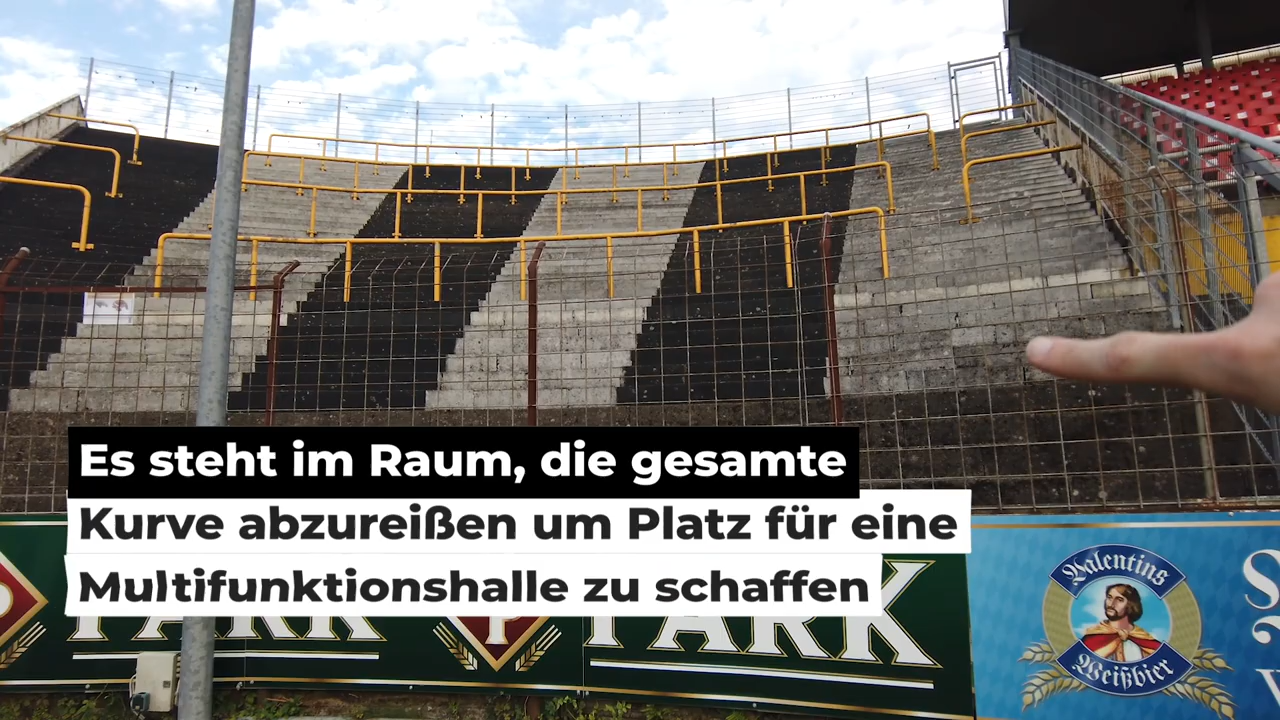 Es steht im Raum, die gesamte
Kurve abzureißen um Platz für eine
Multifunktionshalle zu schaffen
PARK
P
PARK
Valentins
Weißbier